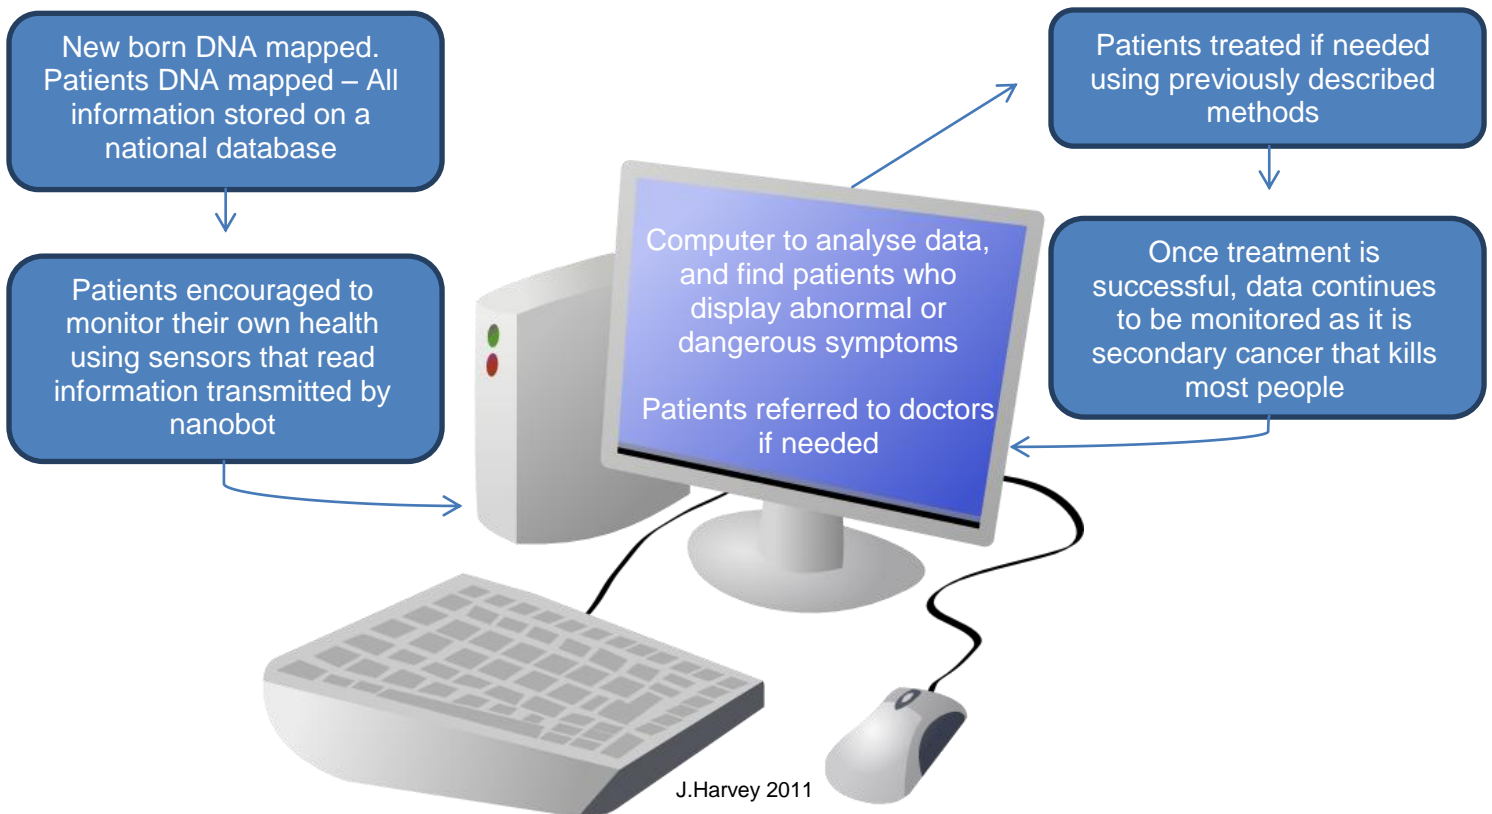 New born DNA mapped.
Patients DNA mapped – All
information stored on a
national database
Patients encouraged to
monitor their own health
using sensors that read
information transmitted by
nanobot
Computer to analyse data,
and find patients who
display abnormal or
dangerous symptoms
Patients referred to doctors
if needed
Patients treated if needed
using previously described
methods
Once treatment is
successful, data continues
to be monitored as it is
secondary cancer that kills
most people
J.Harvey 2011